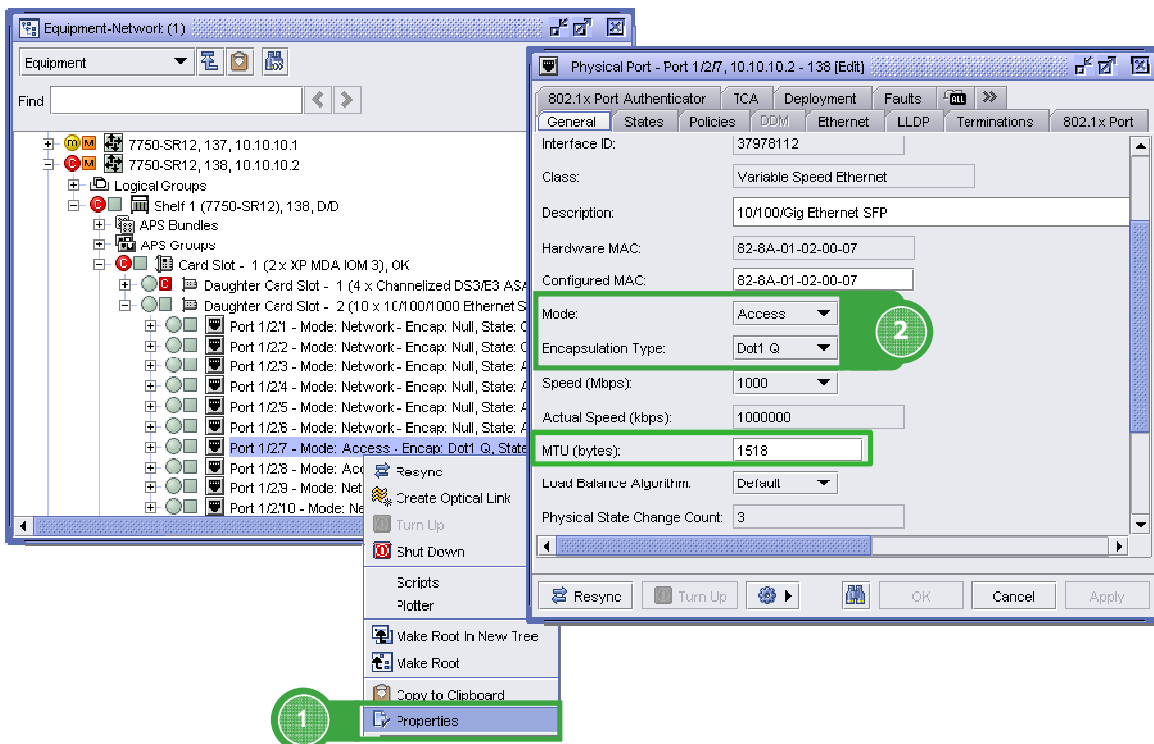 Equipment-Network (1)
Equipment
Find
7750-SR12, 137, 10.10.10.1
7750-SR12, 138, 10.10.10.2
Logical Groups
Shelf 1 (7750-SR12), 138, D/D
APS Bundles
APS Groups
Card Slot - 1 (2 x XP MDA IOM 3), OK
Daughter Card Slot - 1 (4 x Channelized DS3/E3 ASA
Daughter Card Slot - 2 (10 x 10/100/1000 Ethernet S
Port 1/2/1 - Mode: Network - Encap: Null, State:
Port 1/2/2 - Mode: Network - Encap: Null, State:
Port 1/2/3 - Mode: Network - Encap: Null, State: A
Port 1/2/4 - Mode: Network - Encap: Null, State: A
Port 1/2/5 - Mode: Network - Encap: Null, State: A
Port 1/2/6 - Mode: Network - Encap: Null, State: A
Port 1/2/7 - Mode: Access - Encap: Dot1 Q, State
Port 1/2/8 - Mode: Acc
Port 1/2/9 - Mode: Net
Port 1/2/10 - Mode: Ne
Resync
Create Optical Link
Turn Up
Shut Down
Scripts
Plotter
Make Root In New Tree
Make Root
Copy to Clipboard
1
Properties
Physical Port - Port 1/2/7, 10.10.10.2 - 138 [Edit]
802.1x Port Authenticator TCA Deployment Faults ALL
General States Policies DDM Ethernet LLDP Terminations 802.1x Port
Interface ID: 37978112
Class: Variable Speed Ethernet
Description: 10/100/Gig Ethernet SFP
Hardware MAC: 82-8A-01-02-00-07
Configured MAC: 82-8A-01-02-00-07
Mode: Access
2
Encapsulation Type: Dot1 Q
Speed (Mbps): 1000
Actual Speed (kbps): 1000000
MTU (bytes): 1518
Load Balance Algorithm: Default
Physical State Change Count: 3
Resync Turn Up OK Cancel Apply